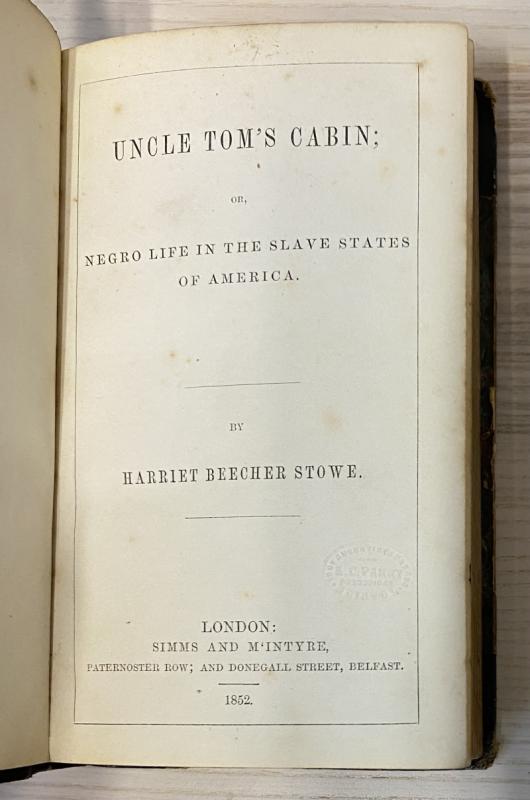 UNCLE TOM'S CABIN;
OR,
NEGRO LIFE IN THE SLAVE STATES
OF AMERICA.
BY
HARRIET BEECHER STOWE.
LONDON:
SIMMS AND M'INTYRE,
PATERNOSTER ROW; AND DONEGALL STREET, BELFAST.
1852.